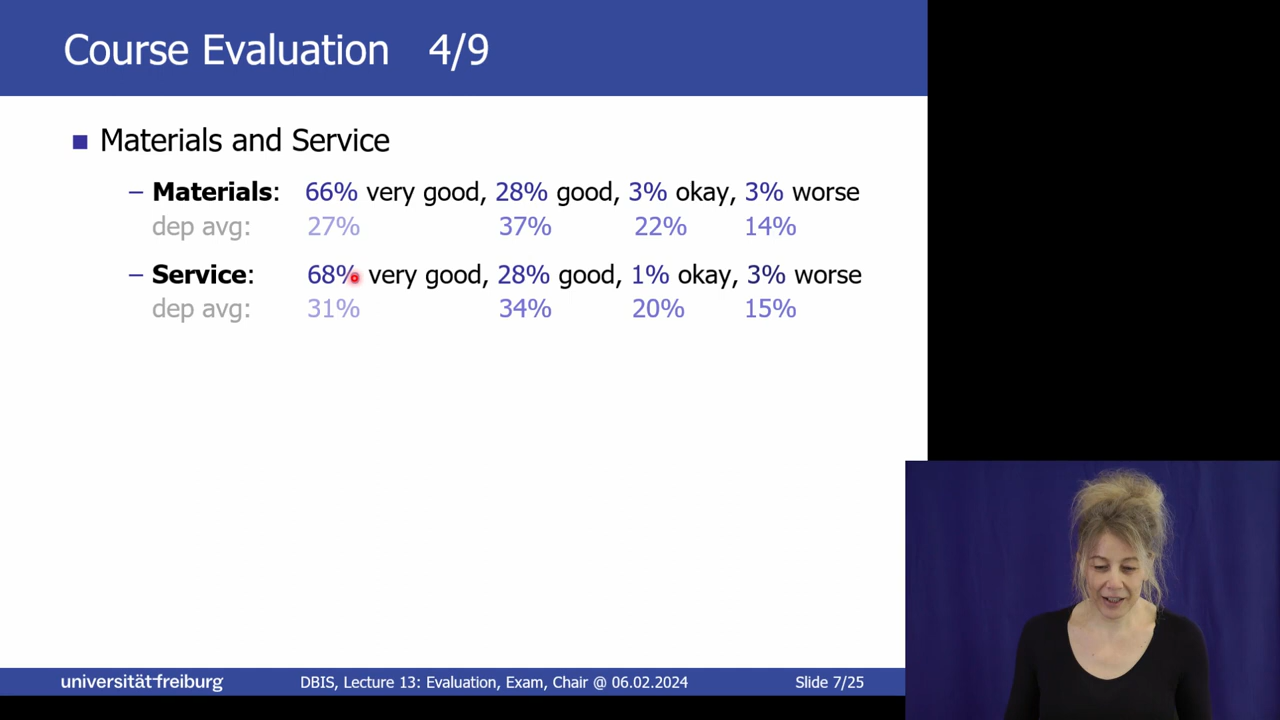 Course Evaluation 4/9
Materials and Service
– Materials: 66% very good, 28% good, 3% okay, 3% worse
dep avg: 27% 37% 22% 14%
– Service: 68% very good, 28% good, 1% okay, 3% worse
dep avg: 31% 34% 20% 15%
universität freiburg DBIS, Lecture 13: Evaluation, Exam, Chair @ 06.02.2024 Slide 7/25